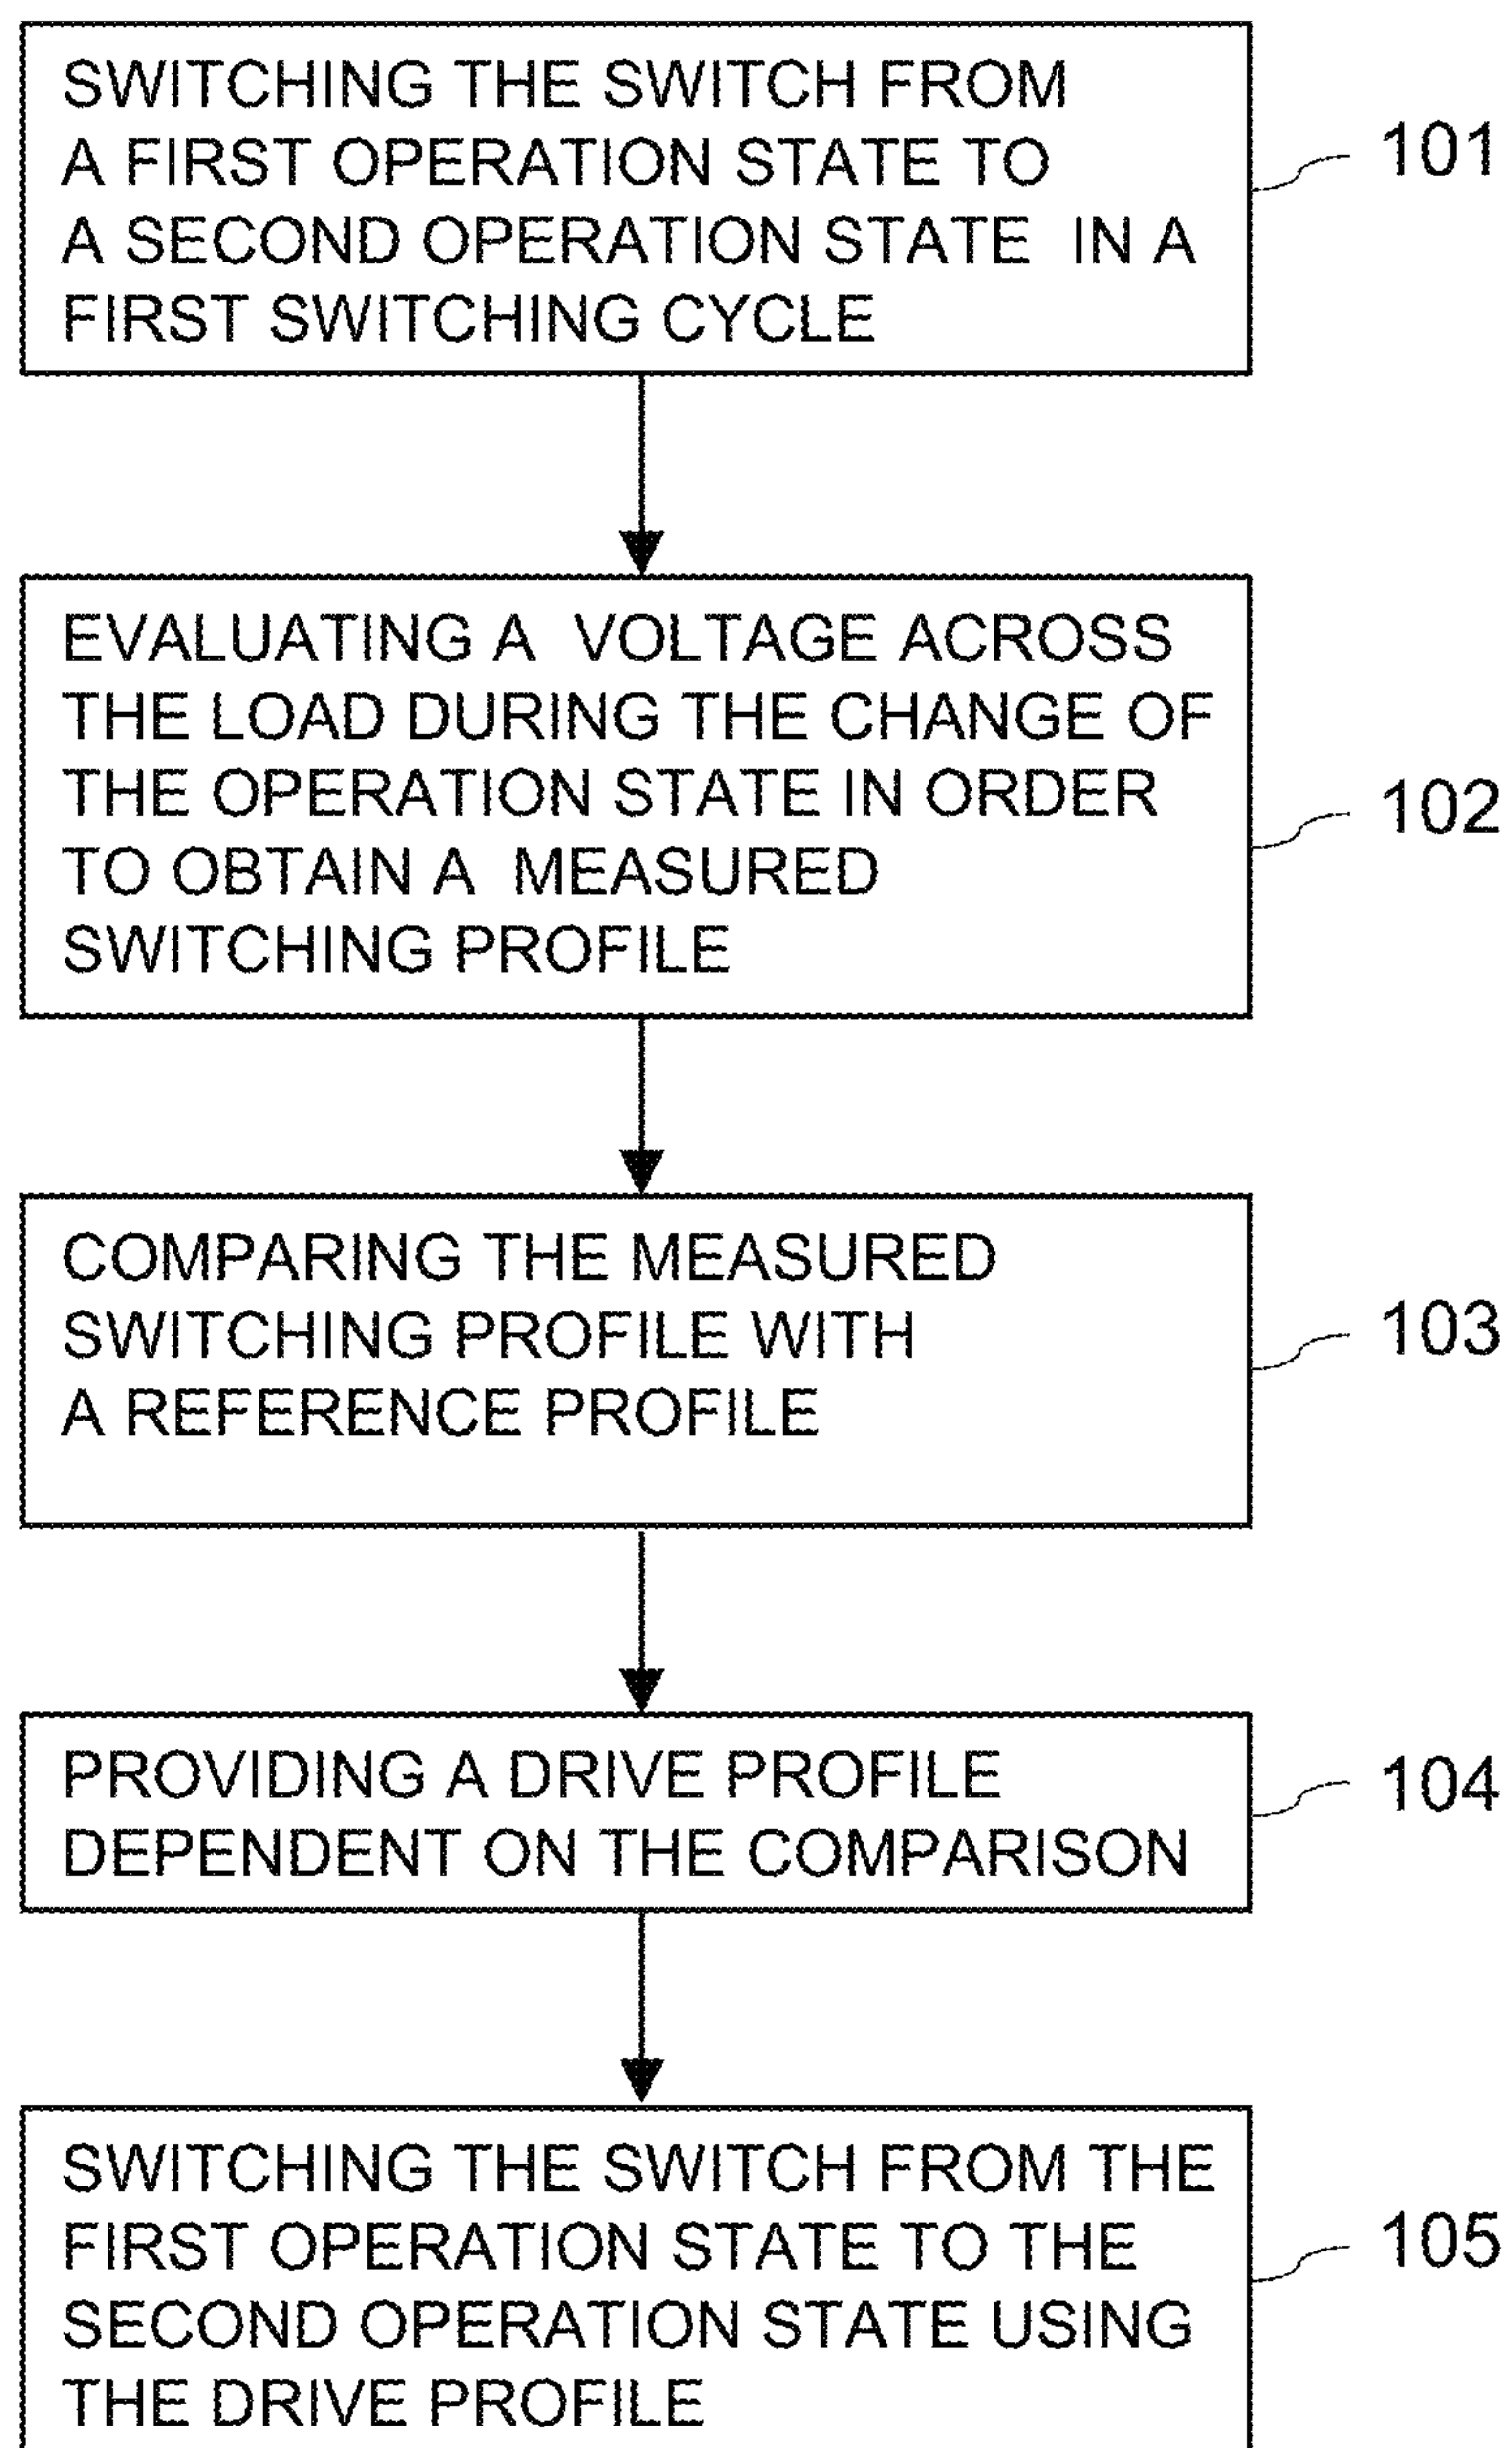 SWITCHING THE SWITCH FROM
A FIRST OPERATION STATE TO
A SECOND OPERATION STATE IN A
FIRST SWITCHING CYCLE
101
EVALUATING A VOLTAGE ACROSS
THE LOAD DURING THE CHANGE OF
THE OPERATION STATE IN ORDER
TO OBTAIN A MEASURED
SWITCHING PROFILE
102
COMPARING THE MEASURED
SWITCHING PROFILE WITH
A REFERENCE PROFILE
103
PROVIDING A DRIVE PROFILE
DEPENDENT ON THE COMPARISON
104
SWITCHING THE SWITCH FROM THE
FIRST OPERATION STATE TO THE
SECOND OPERATION STATE USING
THE DRIVE PROFILE
105